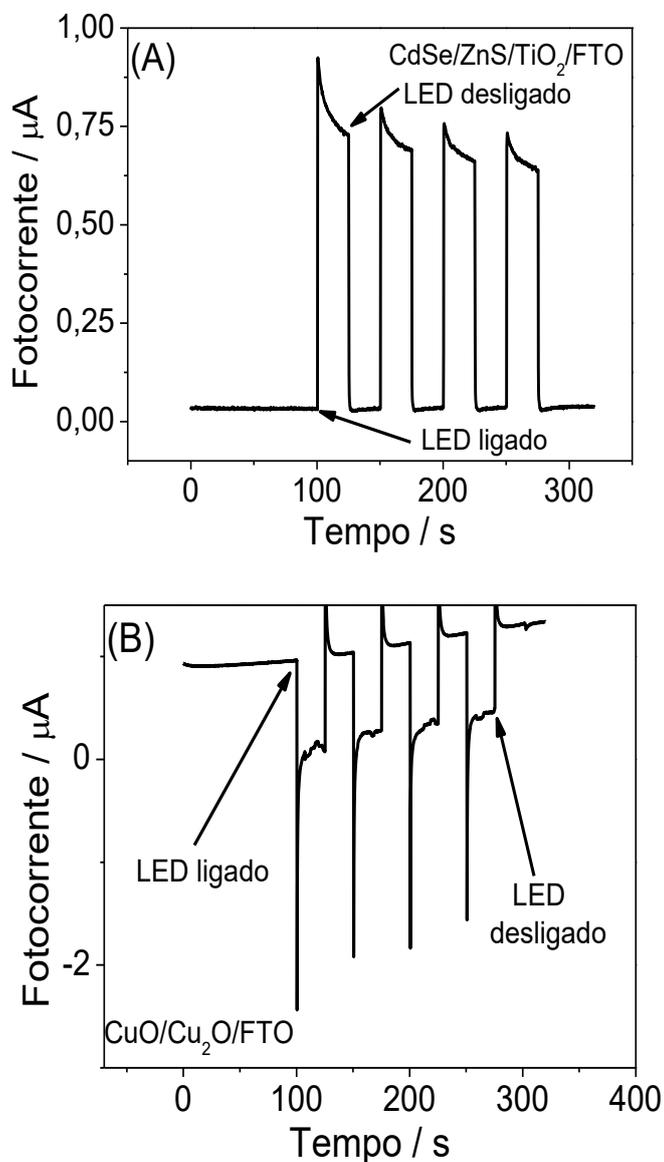 (A)
CdSe/ZnS/TiO2/FTO
LED desligado
LED ligado
Fotocorrente / μA
1,00
0,75
0,50
0,25
0,00
0 100 200 300
Tempo / s
(B)
LED ligado
LED
desligado
CuO/Cu2O/FTO
Fotocorrente / μA
0
-2
0 100 200 300 400
Tempo / s